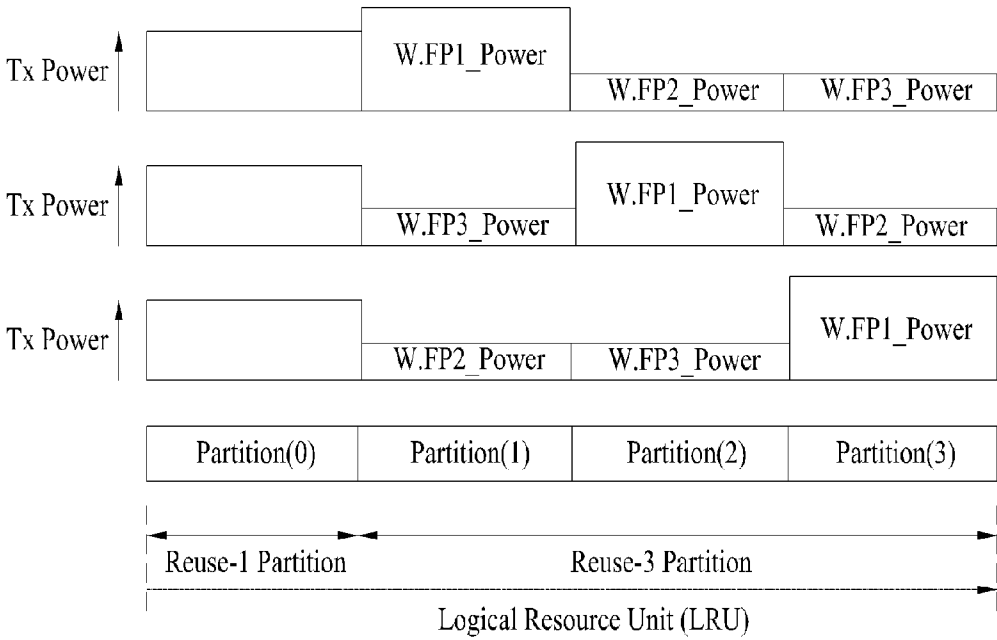 Tx Power
W.FP1_Power
W.FP2_Power
W.FP3_Power
Tx Power
W.FP3_Power
W.FP1_Power
W.FP2_Power
Tx Power
W.FP2_Power
W.FP3_Power
W.FP1_Power
Partition(0)
Partition(1)
Partition(2)
Partition(3)
Reuse-1 Partition
Reuse-3 Partition
Logical Resource Unit (LRU)